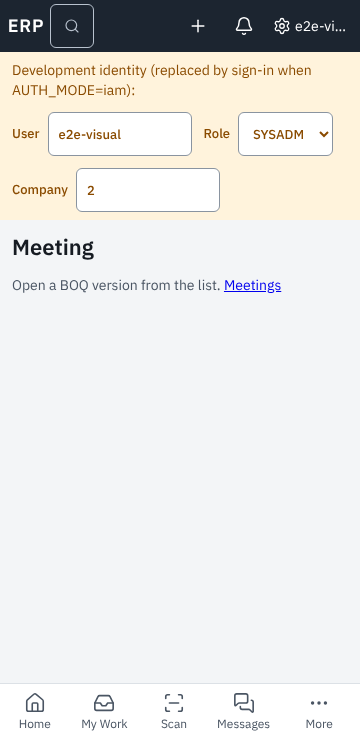 ERP
e2e-vi...
Development identity (replaced by sign-in when
AUTH_MODE=iam):
User e2e-visual Role SYSADM
Company 2
Meeting
Open a BOQ version from the list. Meetings
Home My Work Scan Messages More